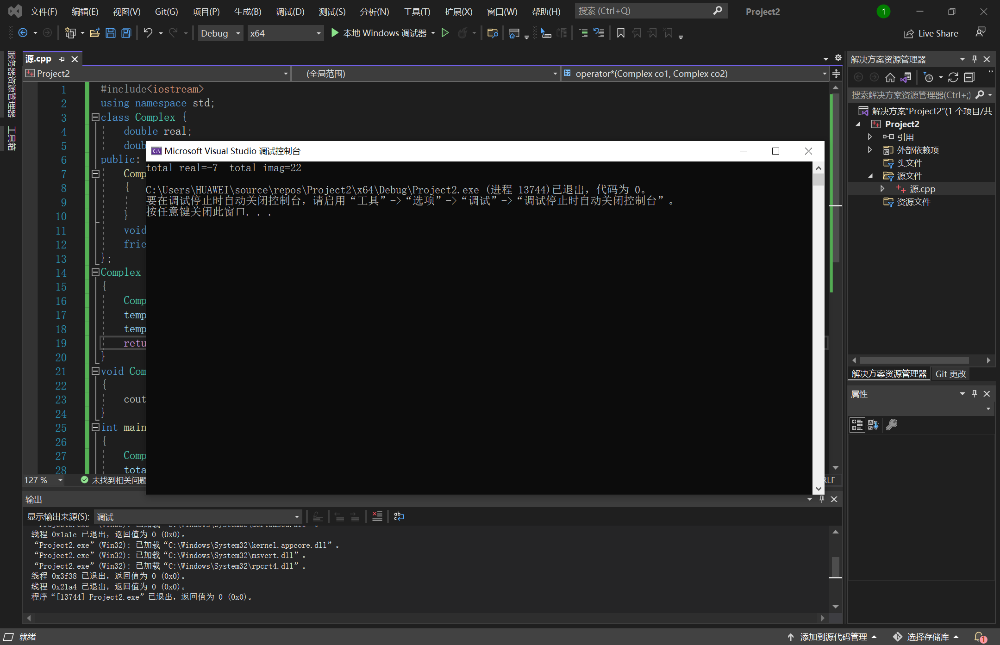 文件(F) 编辑(E) 视图(V) Git(G) 项目(P) 生成(B) 调试(D) 测试(S) 分析(N) 工具(T) 扩展(X) 窗口(W) 帮助(H) 搜索 (Ctrl+Q) Project2 1
Debug x64 本地 Windows 调试器 Live Share
服务器资源管理器
工具箱
源.cpp
Project2 (全局范围) operator*(Complex co1, Complex co2)
1 #include<iostream>
2 using namespace std;
3 class Complex {
4 double real;
5 doub
6 public:
7 Comp
8 {
9
10 }
11 void
12 frie
13 };
14 Complex
15 {
16 Comp
17 temp
18 temp
19 retu
20 }
21 void Com
22 {
23 cout
24 }
25 int main
26 {
27 Comp
28 tota
127 % 未找到相关问题 RLF
Microsoft Visual Studio 调试控制台
total real=-7  total imag=22
C:\Users\HUAWEI\source\repos\Project2\x64\Debug\Project2.exe (进程 13744)已退出，代码为 0。
要在调试停止时自动关闭控制台，请启用“工具”->“选项”->“调试”->“调试停止时自动关闭控制台”。
按任意键关闭此窗口. . .
输出
显示输出来源(S): 调试
“Project2.exe”(Win32): 已加载“C:\Windows\System32\ucrtbased.dll”。
线程 0x1a1c 已退出，返回值为 0 (0x0)。
“Project2.exe”(Win32): 已加载“C:\Windows\System32\kernel.appcore.dll”。
“Project2.exe”(Win32): 已加载“C:\Windows\System32\msvcrt.dll”。
“Project2.exe”(Win32): 已加载“C:\Windows\System32\rpcrt4.dll”。
线程 0x3f38 已退出，返回值为 0 (0x0)。
线程 0x21a4 已退出，返回值为 0 (0x0)。
程序“[13744] Project2.exe”已退出，返回值为 0 (0x0)。
解决方案资源管理器
搜索解决方案资源管理器(Ctrl+;)
解决方案“Project2”(1 个项目/共
Project2
引用
外部依赖项
头文件
源文件
源.cpp
资源文件
解决方案资源管理器 Git 更改
属性
就绪 添加到源代码管理 选择存储库 1